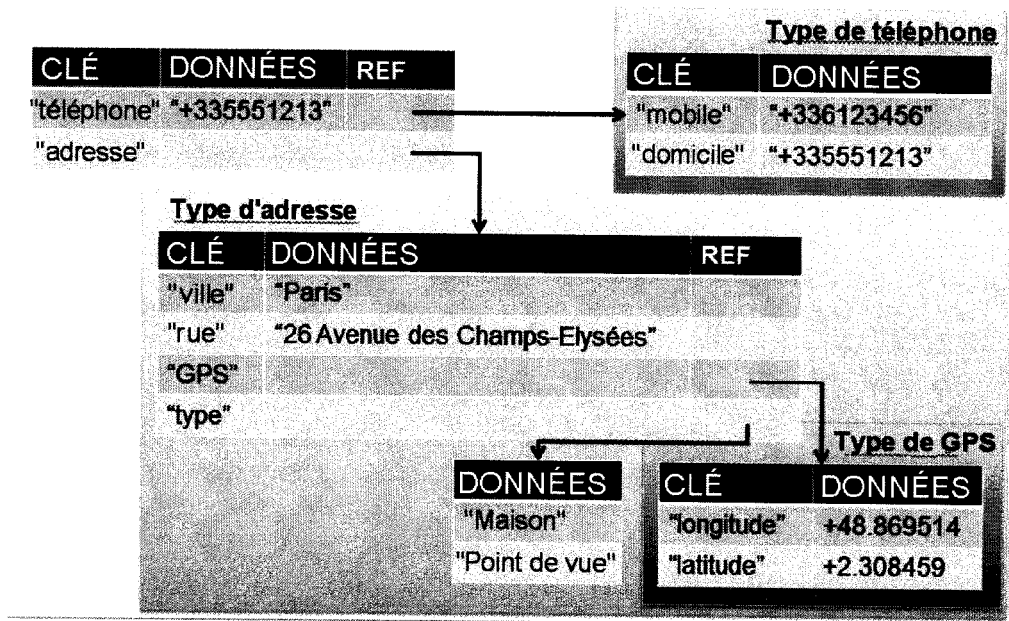 Type de téléphone
CLÉ DONNÉES REF
"téléphone" "+335551213"
"adresse"
CLÉ DONNÉES
"mobile" "+336123456"
"domicile" "+335551213"
Type d'adresse
CLÉ DONNÉES REF
"ville" "Paris"
"rue" "26 Avenue des Champs-Elysées"
"GPS"
"type"
DONNÉES
"Maison"
"Point de vue"
Type de GPS
CLÉ DONNÉES
"longitude" +48.869514
"latitude" +2.308459